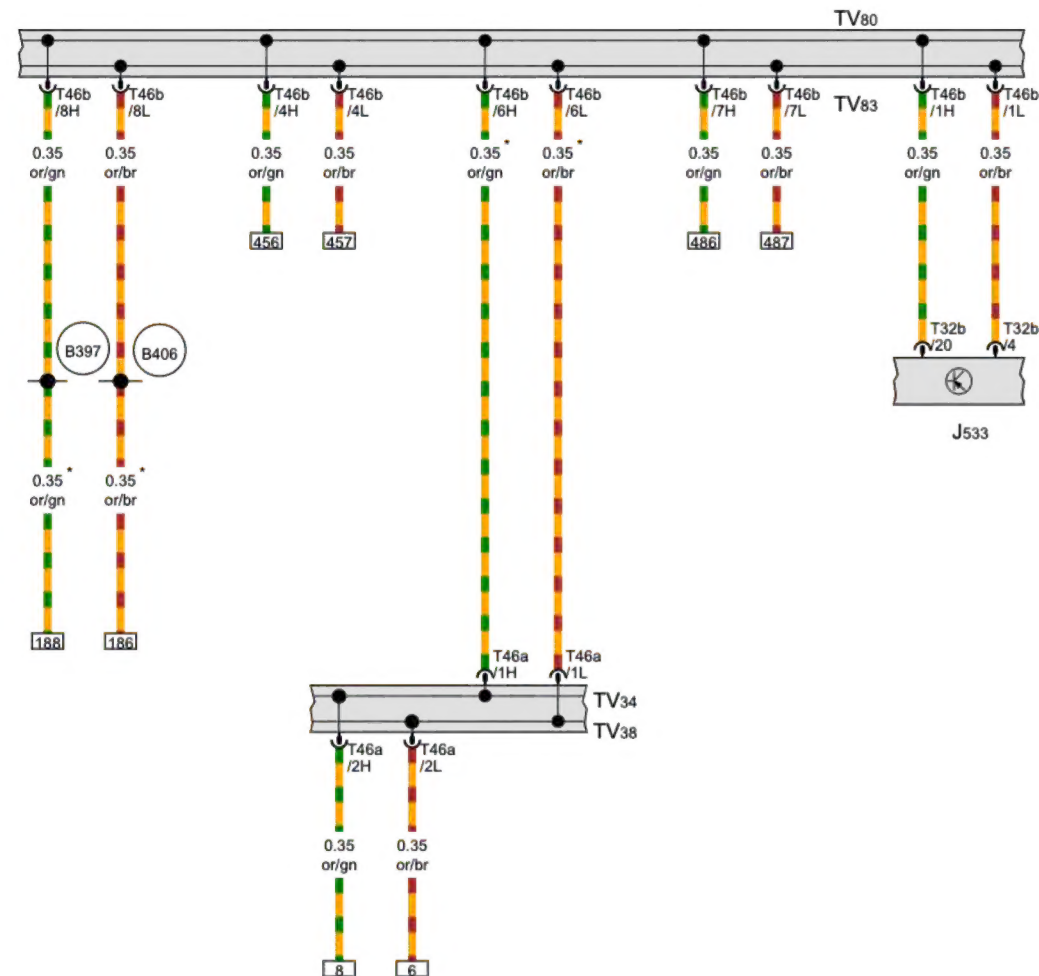 TV80
T46b
/8H
T46b
/8L
T46b
/4H
T46b
/4L
T46b
/6H
T46b
/6L
T46b
/7H
T46b
/7L
TV83
T46b
/1H
T46b
/1L
0.35
or/gn
0.35
or/br
0.35
or/gn
0.35
or/br
0.35 *
or/gn
0.35 *
or/br
0.35
or/gn
0.35
or/br
0.35
or/gn
0.35
or/br
456
457
486
487
T32b
/20
T32b
/4
B397
B406
J533
0.35 *
or/gn
0.35 *
or/br
188
186
T46a
/1H
T46a
/1L
TV34
TV38
T46a
/2H
T46a
/2L
0.35
or/gn
0.35
or/br
8
6